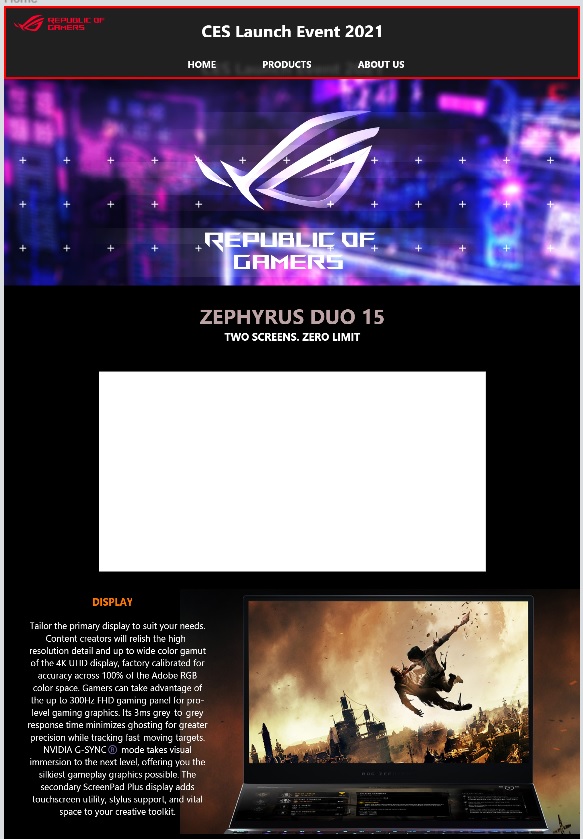 Home
REPUBLIC OF
GAMERS
CES Launch Event 2021
HOME PRODUCTS ABOUT US
REPUBLIC OF
GAMERS
ZEPHYRUS DUO 15
TWO SCREENS. ZERO LIMIT
DISPLAY
Tailor the primary display to suit your needs.
Content creators will relish the high
resolution detail and up to wide color gamut
of the 4K UHD display, factory calibrated for
accuracy across 100% of the Adobe RGB
color space. Gamers can take advantage of
the up to 300Hz FHD gaming panel for pro-
level gaming graphics. Its 3ms grey to grey
response time minimizes ghosting for greater
precision while tracking fast moving targets.
NVIDIA G-SYNC® mode takes visual
immersion to the next level, offering you the
silkiest gameplay graphics possible. The
secondary ScreenPad Plus display adds
touchscreen utility, stylus support, and vital
space to your creative toolkit.